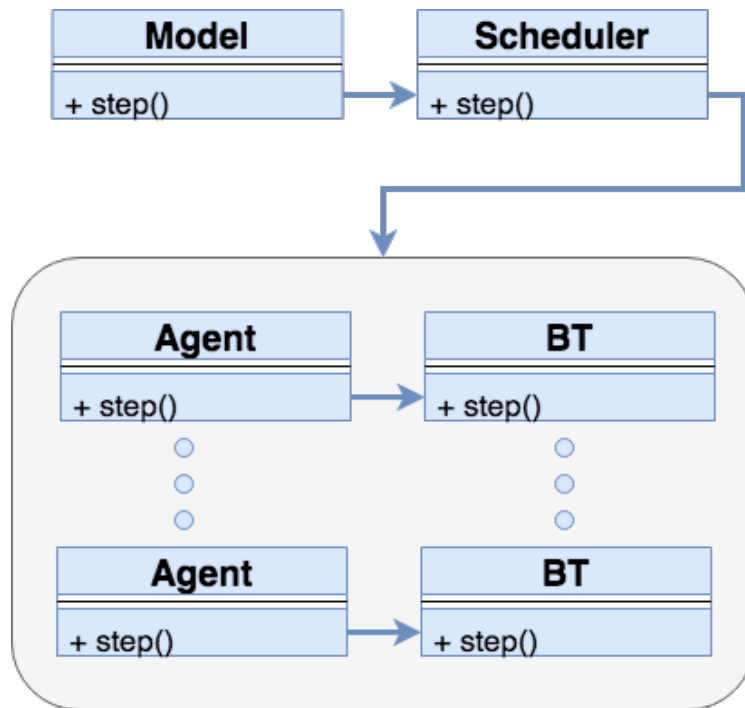 Model
Scheduler
+ step()
+ step()
Agent
BT
+ step()
+ step()
Agent
BT
+ step()
+ step()